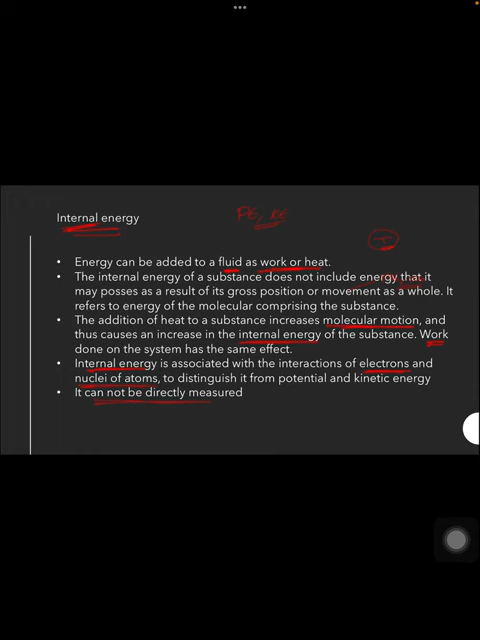 PE, KE
Internal energy
T
• Energy can be added to a fluid as work or heat.
• The internal energy of a substance does not include energy that it
may posses as a result of its gross position or movement as a whole. It
refers to energy of the molecular comprising the substance.
• The addition of heat to a substance increases molecular motion, and
thus causes an increase in the internal energy of the substance. Work
done on the system has the same effect.
• Internal energy is associated with the interactions of electrons and
nuclei of atoms, to distinguish it from potential and kinetic energy
• It can not be directly measured